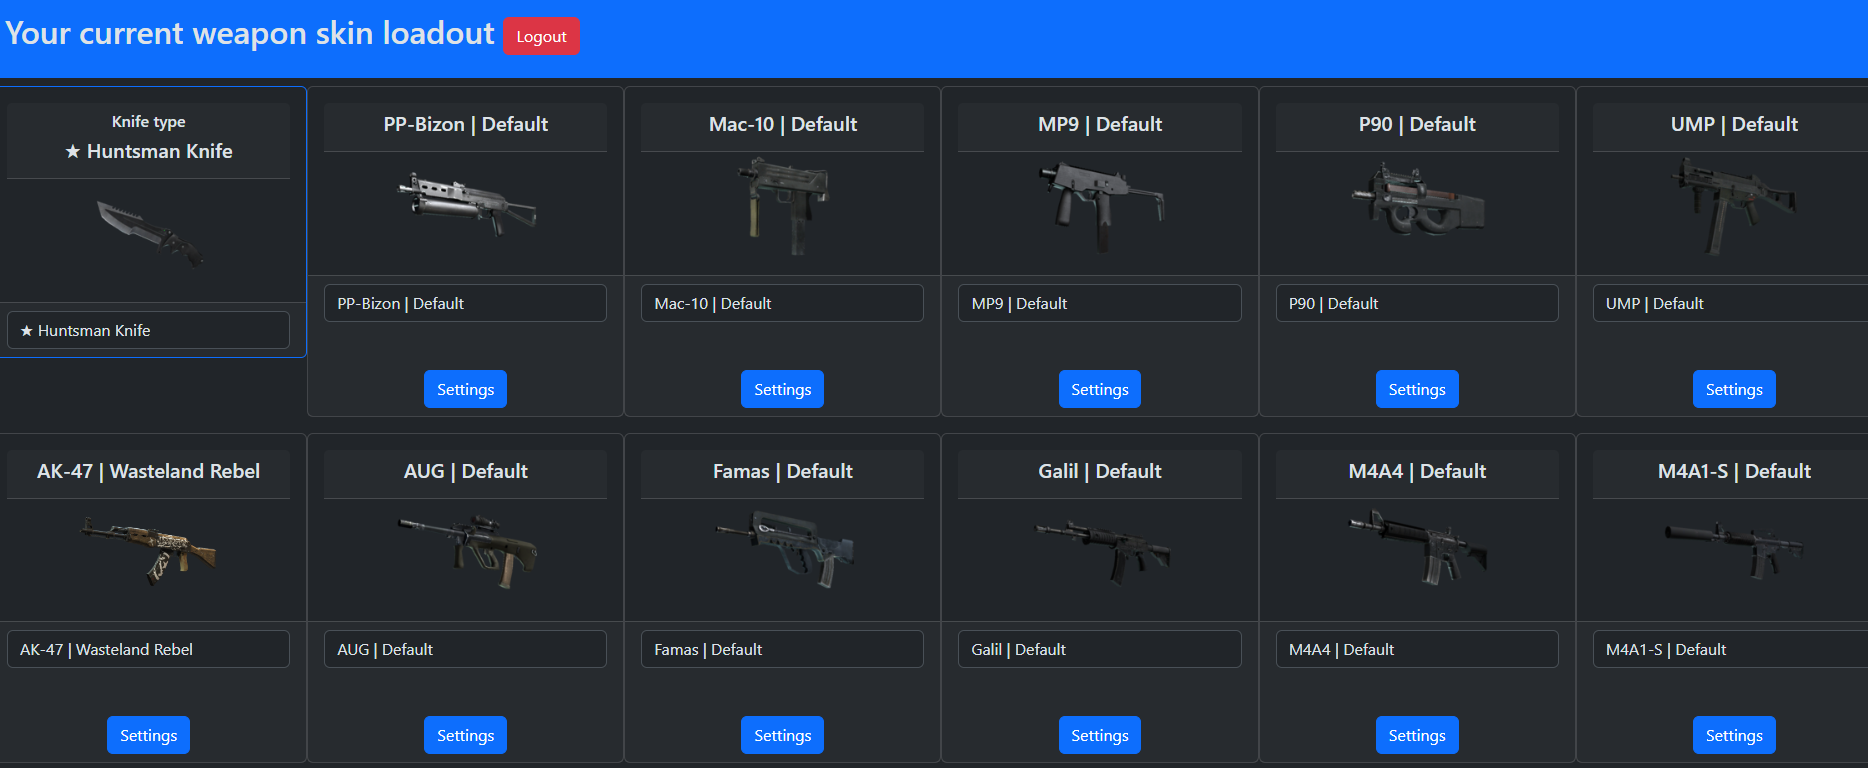 Your current weapon skin loadout Logout
Knife type
★ Huntsman Knife
★ Huntsman Knife
PP-Bizon | Default
PP-Bizon | Default
Settings
Mac-10 | Default
Mac-10 | Default
Settings
MP9 | Default
MP9 | Default
Settings
P90 | Default
P90 | Default
Settings
UMP | Default
UMP | Default
Settings
AK-47 | Wasteland Rebel
AK-47 | Wasteland Rebel
Settings
AUG | Default
AUG | Default
Settings
Famas | Default
Famas | Default
Settings
Galil | Default
Galil | Default
Settings
M4A4 | Default
M4A4 | Default
Settings
M4A1-S | Default
M4A1-S | Default
Settings